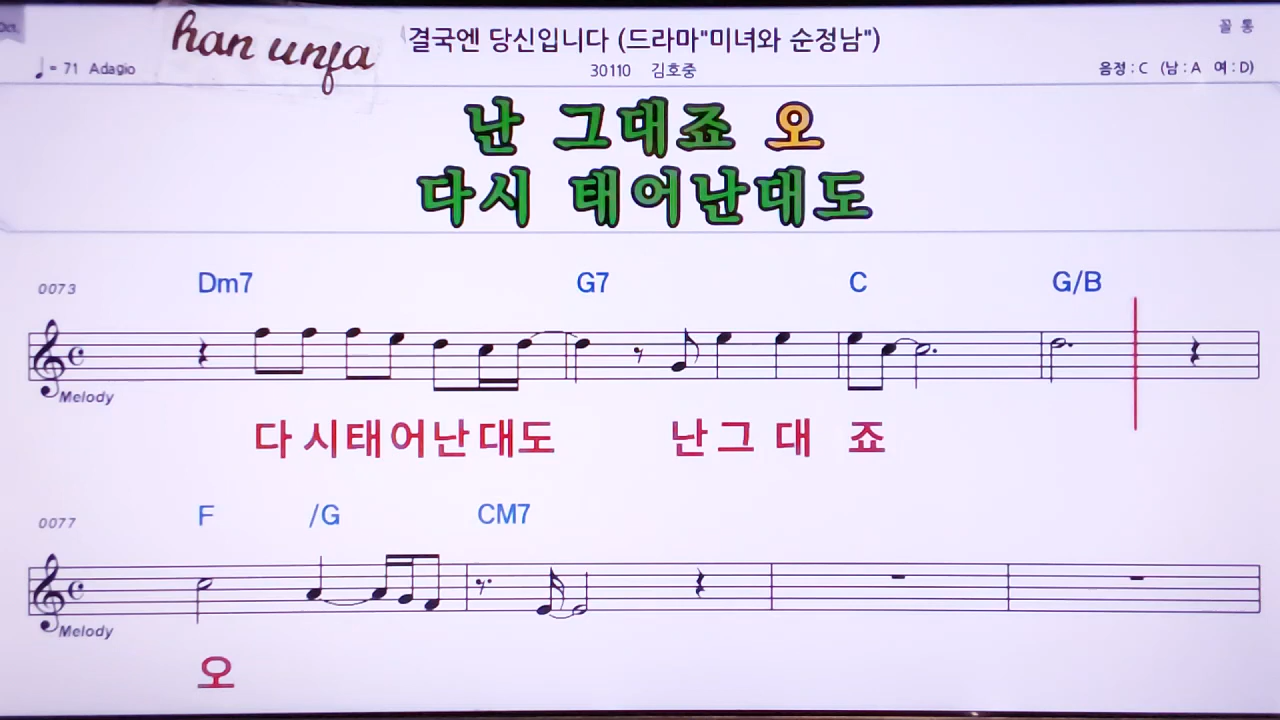 han unfa
결국엔 당신입니다 (드라마"미녀와 순정남")
꼴 통
♩= 71 Adagio
30110 김호중
음정 : C (남 : A 여 : D)
난 그대죠 오
다시 태어난대도
0073 Dm7 G7 C G/B
Melody
다 시 태 어 난 대 도 난 그 대 죠
0077 F /G CM7
Melody
오